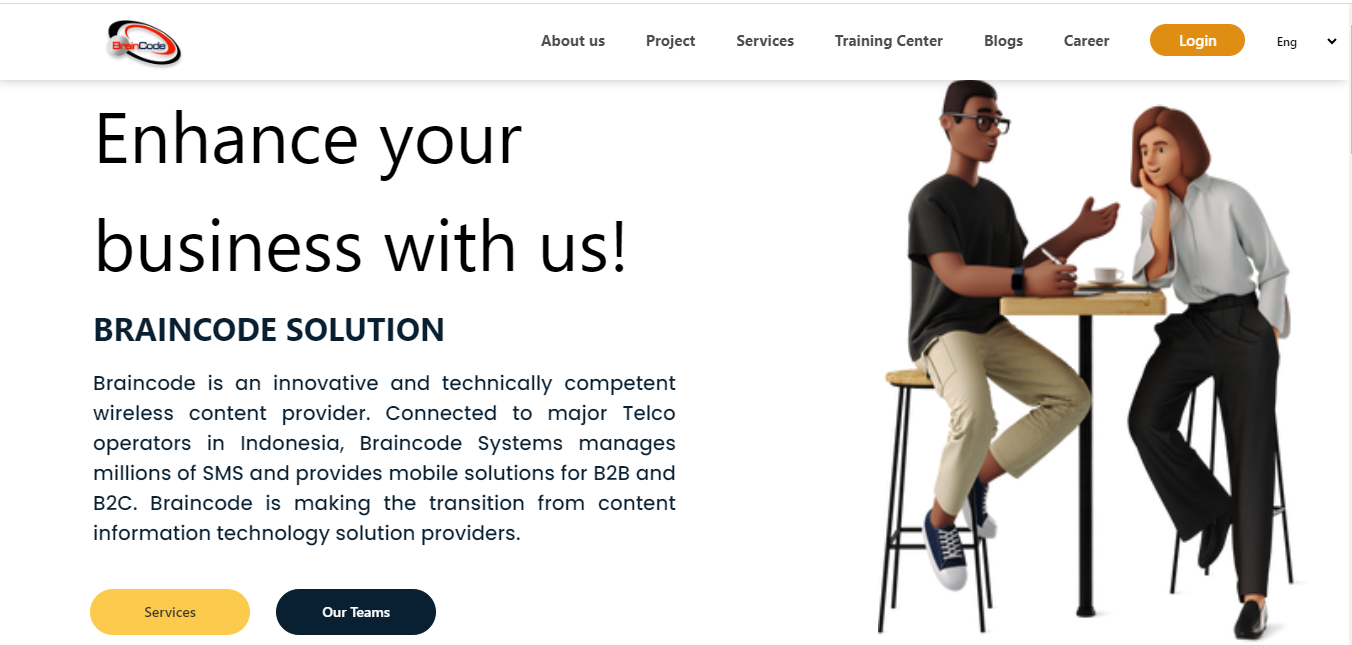 BrainCode
About us Project Services Training Center Blogs Career Login Eng
Enhance your
business with us!
BRAINCODE SOLUTION
Braincode is an innovative and technically competent
wireless content provider. Connected to major Telco
operators in Indonesia, Braincode Systems manages
millions of SMS and provides mobile solutions for B2B and
B2C. Braincode is making the transition from content
information technology solution providers.
Services Our Teams